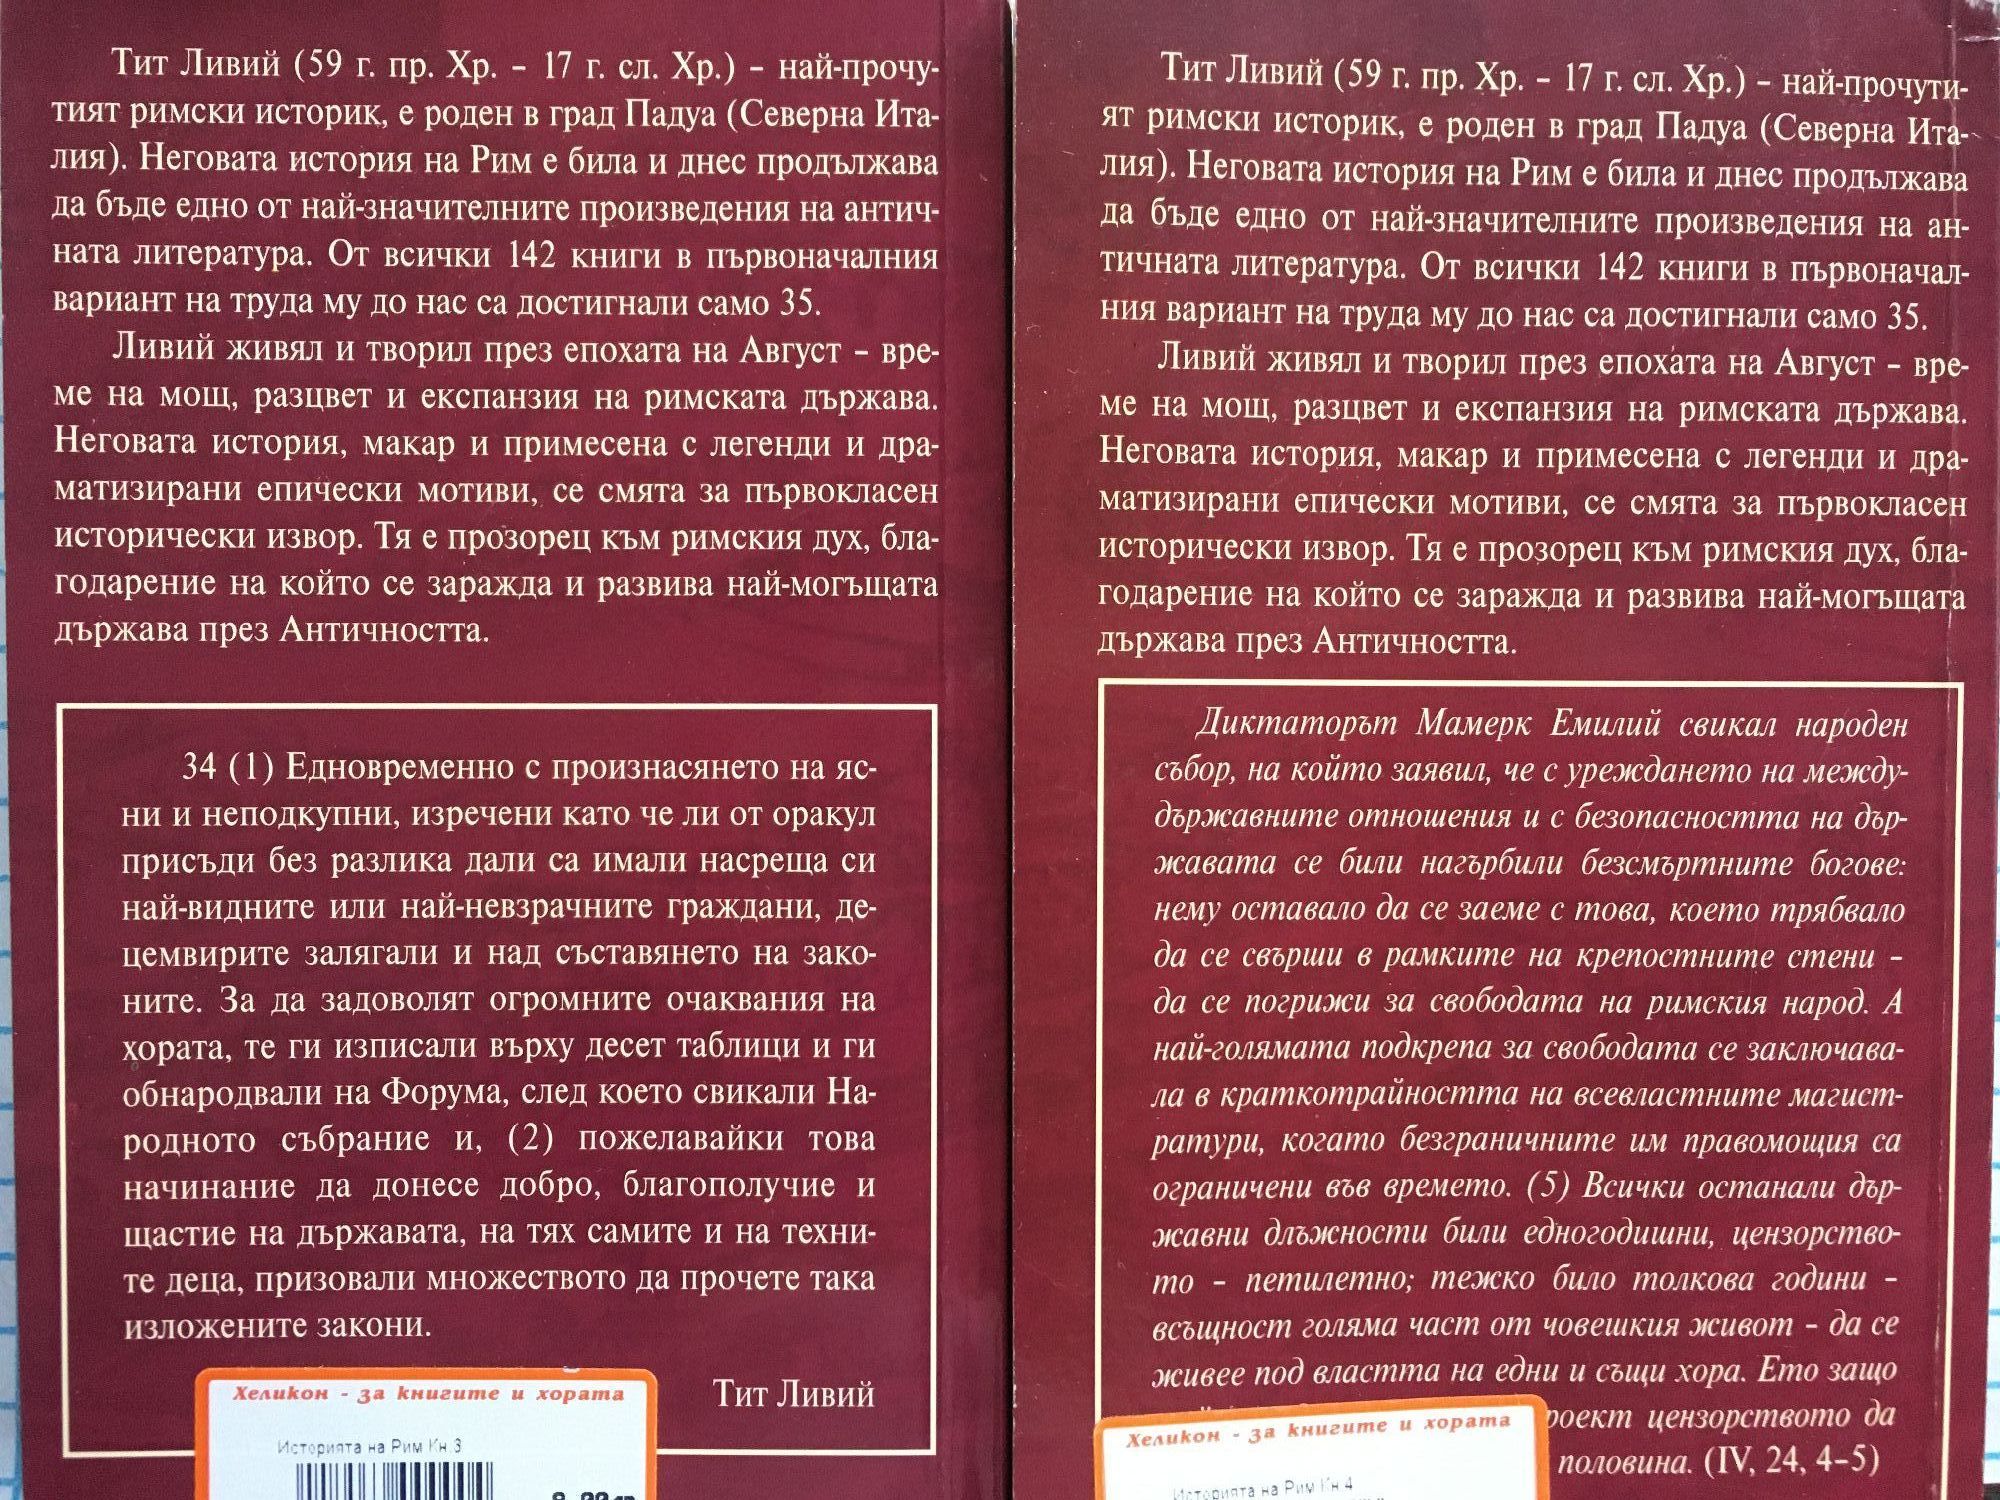 Тит Ливий (59 г. пр. Хр. – 17 г. сл. Хр.) – най-прочу-
тият римски историк, е роден в град Падуа (Северна Ита-
лия). Неговата история на Рим е била и днес продължава
да бъде едно от най-значителните произведения на антич-
ната литература. От всички 142 книги в първоначалния
вариант на труда му до нас са достигнали само 35.
Ливий живял и творил през епохата на Август – вре-
ме на мощ, разцвет и експанзия на римската държава.
Неговата история, макар и примесена с легенди и дра-
матизирани епически мотиви, се смята за първокласен
исторически извор. Тя е прозорец към римския дух, бла-
годарение на който се заражда и развива най-могъщата
държава през Античността.
34 (1) Едновременно с произнасянето на яс-
ни и неподкупни, изречени като че ли от оракул
присъди без разлика дали са имали насреща си
най-видните или най-невзрачните граждани, де-
цемвирите залягали и над съставянето на зако-
ните. За да задоволят огромните очаквания на
хората, те ги изписали върху десет таблици и ги
обнародвали на Форума, след което свикали На-
родното събрание и, (2) пожелавайки това
начинание да донесе добро, благополучие и
щастие на държавата, на тях самите и на техни-
те деца, призовали множеството да прочете така
изложените закони.
Тит Ливий
Хеликон - за книгите и хората
Историята на Рим Кн.3
Тит Ливий (59 г. пр. Хр. – 17 г. сл. Хр.) – най-прочути-
ят римски историк, е роден в град Падуа (Северна Ита-
лия). Неговата история на Рим е била и днес продължава
да бъде едно от най-значителните произведения на ан-
тичната литература. От всички 142 книги в първоначал-
ния вариант на труда му до нас са достигнали само 35.
Ливий живял и творил през епохата на Август – вре-
ме на мощ, разцвет и експанзия на римската държава.
Неговата история, макар и примесена с легенди и дра-
матизирани епически мотиви, се смята за първокласен
исторически извор. Тя е прозорец към римския дух, бла-
годарение на който се заражда и развива най-могъщата
държава през Античността.
Диктаторът Мамерк Емилий свикал народен
събор, на който заявил, че с уреждането на между-
държавните отношения и с безопасността на дър-
жавата се били нагърбили безсмъртните богове:
нему оставало да се заеме с това, което трябвало
да се свърши в рамките на крепостните стени –
да се погрижи за свободата на римския народ. А
най-голямата подкрепа за свободата се заключава-
ла в краткотрайността на всевластните магист-
ратури, когато безграничните им правомощия са
ограничени във времето. (5) Всички останали дър-
жавни длъжности били едногодишни, цензорство-
то – петилетно; тежко било толкова години –
всъщност голяма част от човешкия живот – да се
живее под властта на едни и същи хора. Ето защо
цензорството да
половина. (IV, 24, 4–5)
Хеликон - за книгите и хората
Историята на Рим Кн.4